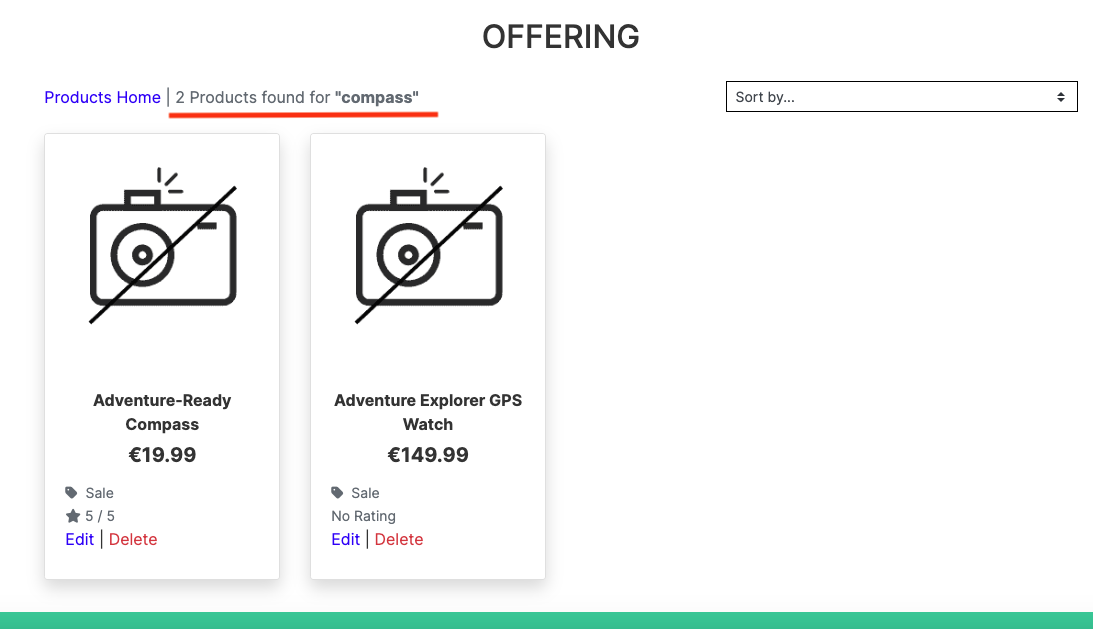 OFFERING
Products Home | 2 Products found for "compass"
Sort by...
Adventure-Ready
Compass
€19.99
Sale
5 / 5
Edit | Delete
Adventure Explorer GPS
Watch
€149.99
Sale
No Rating
Edit | Delete